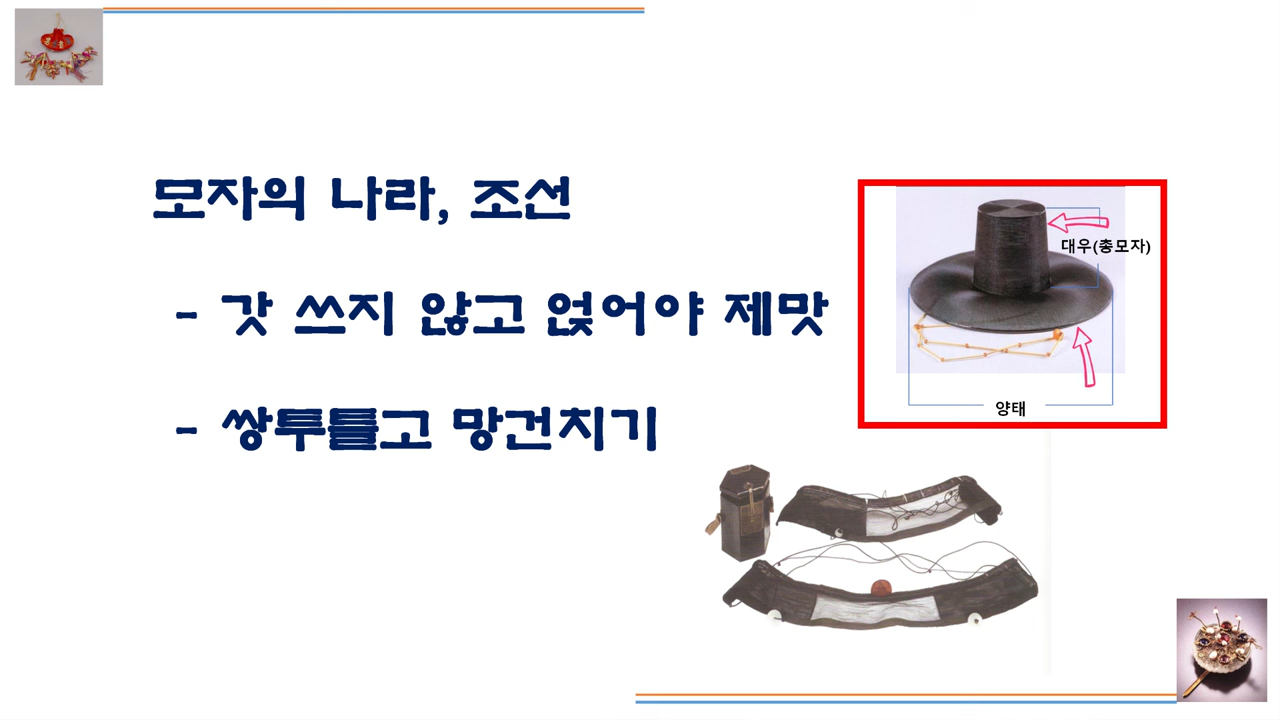 모자의 나라, 조선
- 갓 쓰지 않고 얹어야 제맛
- 쌍투틀고 망건치기
대우(총모자)
양태